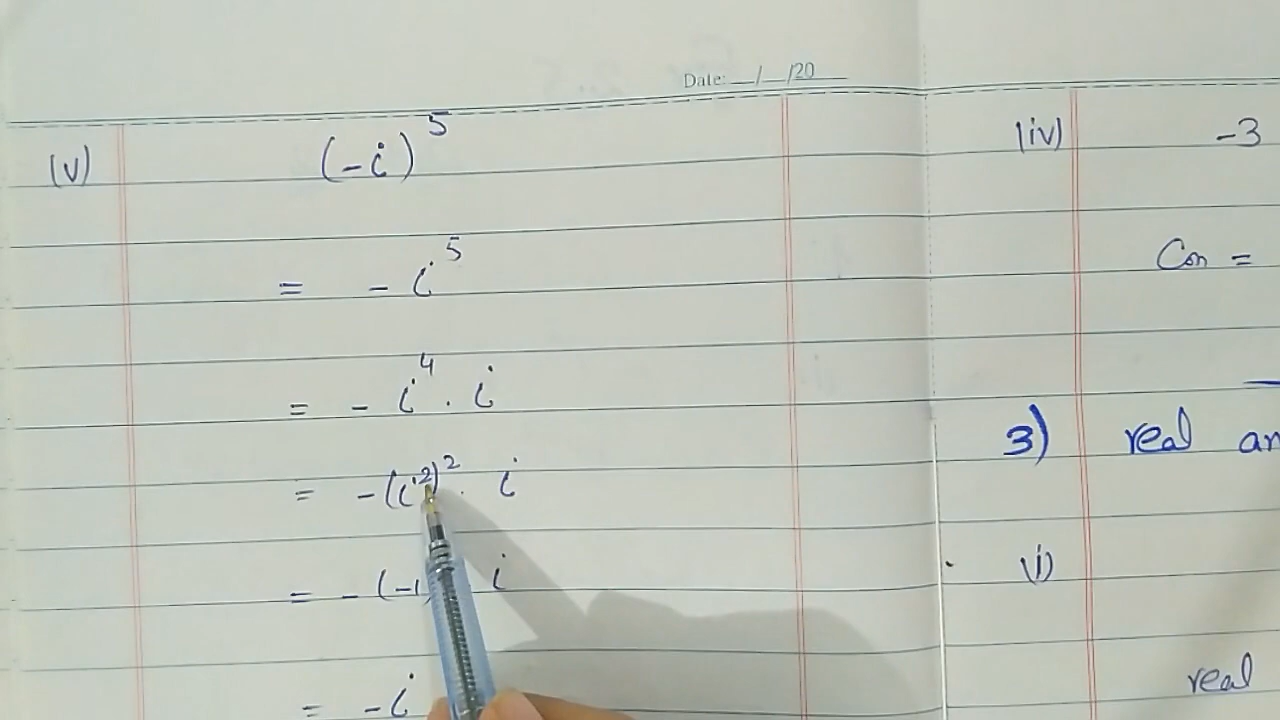 Date: __/__/20
(v) (-i)^5
= -i^5
= -i^4 . i
= -(i^2)^2 . i
= -(-1) i
= -i
(iv) -3
Con =
3) real an
(i)
real